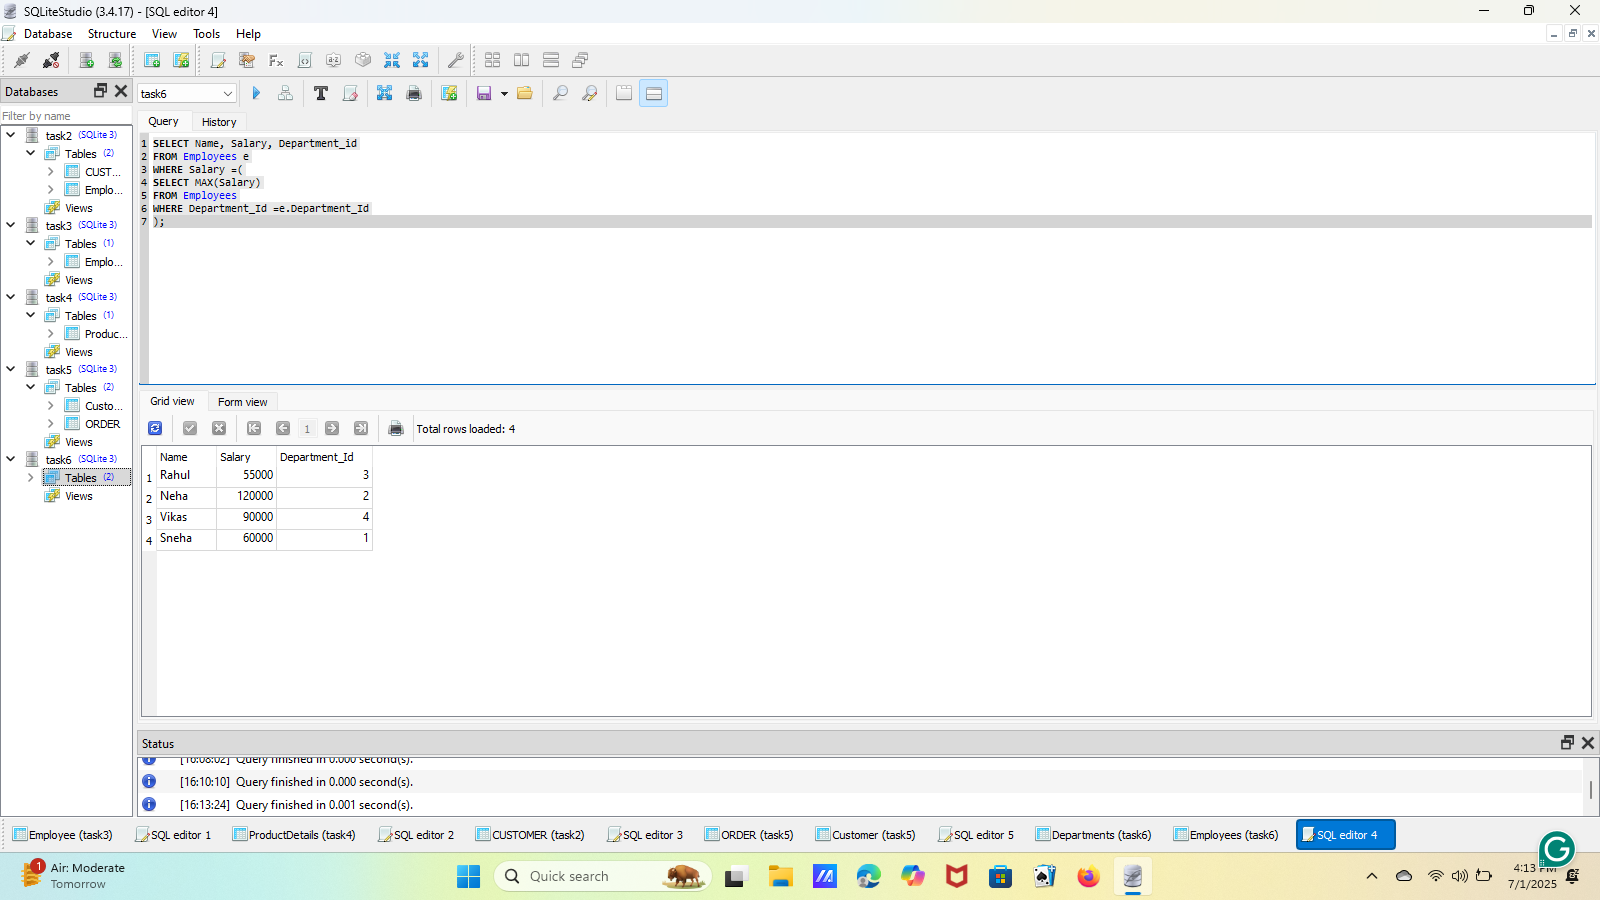 SQLiteStudio (3.4.17) - [SQL editor 4]
Database Structure View Tools Help
Databases
task6
Filter by name
Query History
task2 (SQLite 3)
Tables (2)
CUST...
Emplo...
Views
task3 (SQLite 3)
Tables (1)
Emplo...
Views
task4 (SQLite 3)
Tables (1)
Produc...
Views
task5 (SQLite 3)
Tables (2)
Custo...
ORDER
Views
task6 (SQLite 3)
Tables (2)
Views
1 SELECT Name, Salary, Department_id
2 FROM Employees e
3 WHERE Salary =(
4 SELECT MAX(Salary)
5 FROM Employees
6 WHERE Department_Id =e.Department_Id
7 );
Grid view Form view
1 Total rows loaded: 4
Name Salary Department_Id
1 Rahul 55000 3
2 Neha 120000 2
3 Vikas 90000 4
4 Sneha 60000 1
Status
[16:08:02] Query finished in 0.000 second(s).
[16:10:10] Query finished in 0.000 second(s).
[16:13:24] Query finished in 0.001 second(s).
Employee (task3) SQL editor 1 ProductDetails (task4) SQL editor 2 CUSTOMER (task2) SQL editor 3 ORDER (task5) Customer (task5) SQL editor 5 Departments (task6) Employees (task6) SQL editor 4
1 Air: Moderate
Tomorrow
Quick search
4:13 PM
7/1/2025